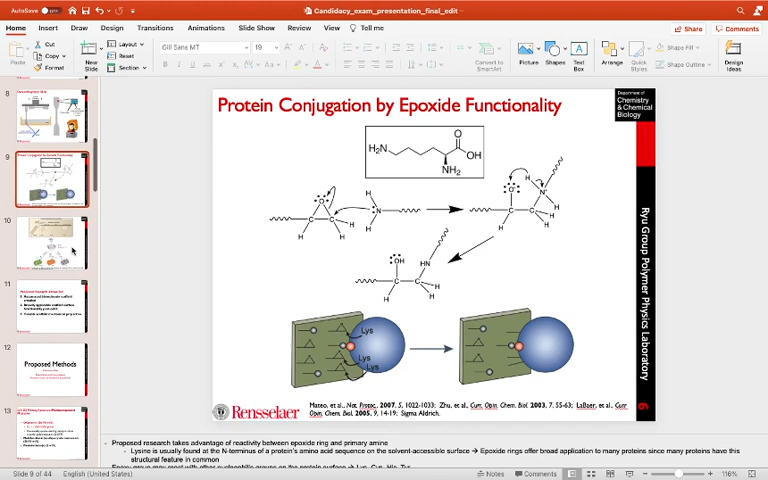 AutoSave
Candidacy_exam_presentation_final_edit
Home Insert Draw Design Transitions Animations Slide Show Review View Tell me
Share Comments
Paste
Cut
Copy
Format
New Slide
Layout
Reset
Section
Gill Sans MT 19
Convert to SmartArt
Picture Shapes Text Box
Arrange Quick Styles
Shape Fill
Shape Outline
Design Ideas
8
9
10
11
12
Proposed Methods
13
Protein Conjugation by Epoxide Functionality
Department of
Chemistry & Chemical Biology
Ryu Group Polymer Physics Laboratory
H₂N O OH NH₂
O C C H H H
H N H
O C C H H H N⁺ H H
OH HN C C H H H
Lys
Lys
Lys
Rensselaer
Mateo, et al., Nat. Protoc. 2007, 5, 1022-1033; Zhu, et al., Curr. Opin. Chem. Biol. 2003, 7, 55-63; LaBaer, et al., Curr
Opin. Chem. Biol. 2005, 9, 14-19; Sigma Aldrich.
Proposed research takes advantage of reactivity between epoxide ring and primary amine
Lysine is usually found at the N-terminus of a protein's amino acid sequence on the solvent-accessible surface → Epoxide rings offer broad application to many proteins since many proteins have this
structural feature in common
Slide 9 of 44 English (United States) Notes Comments 116%